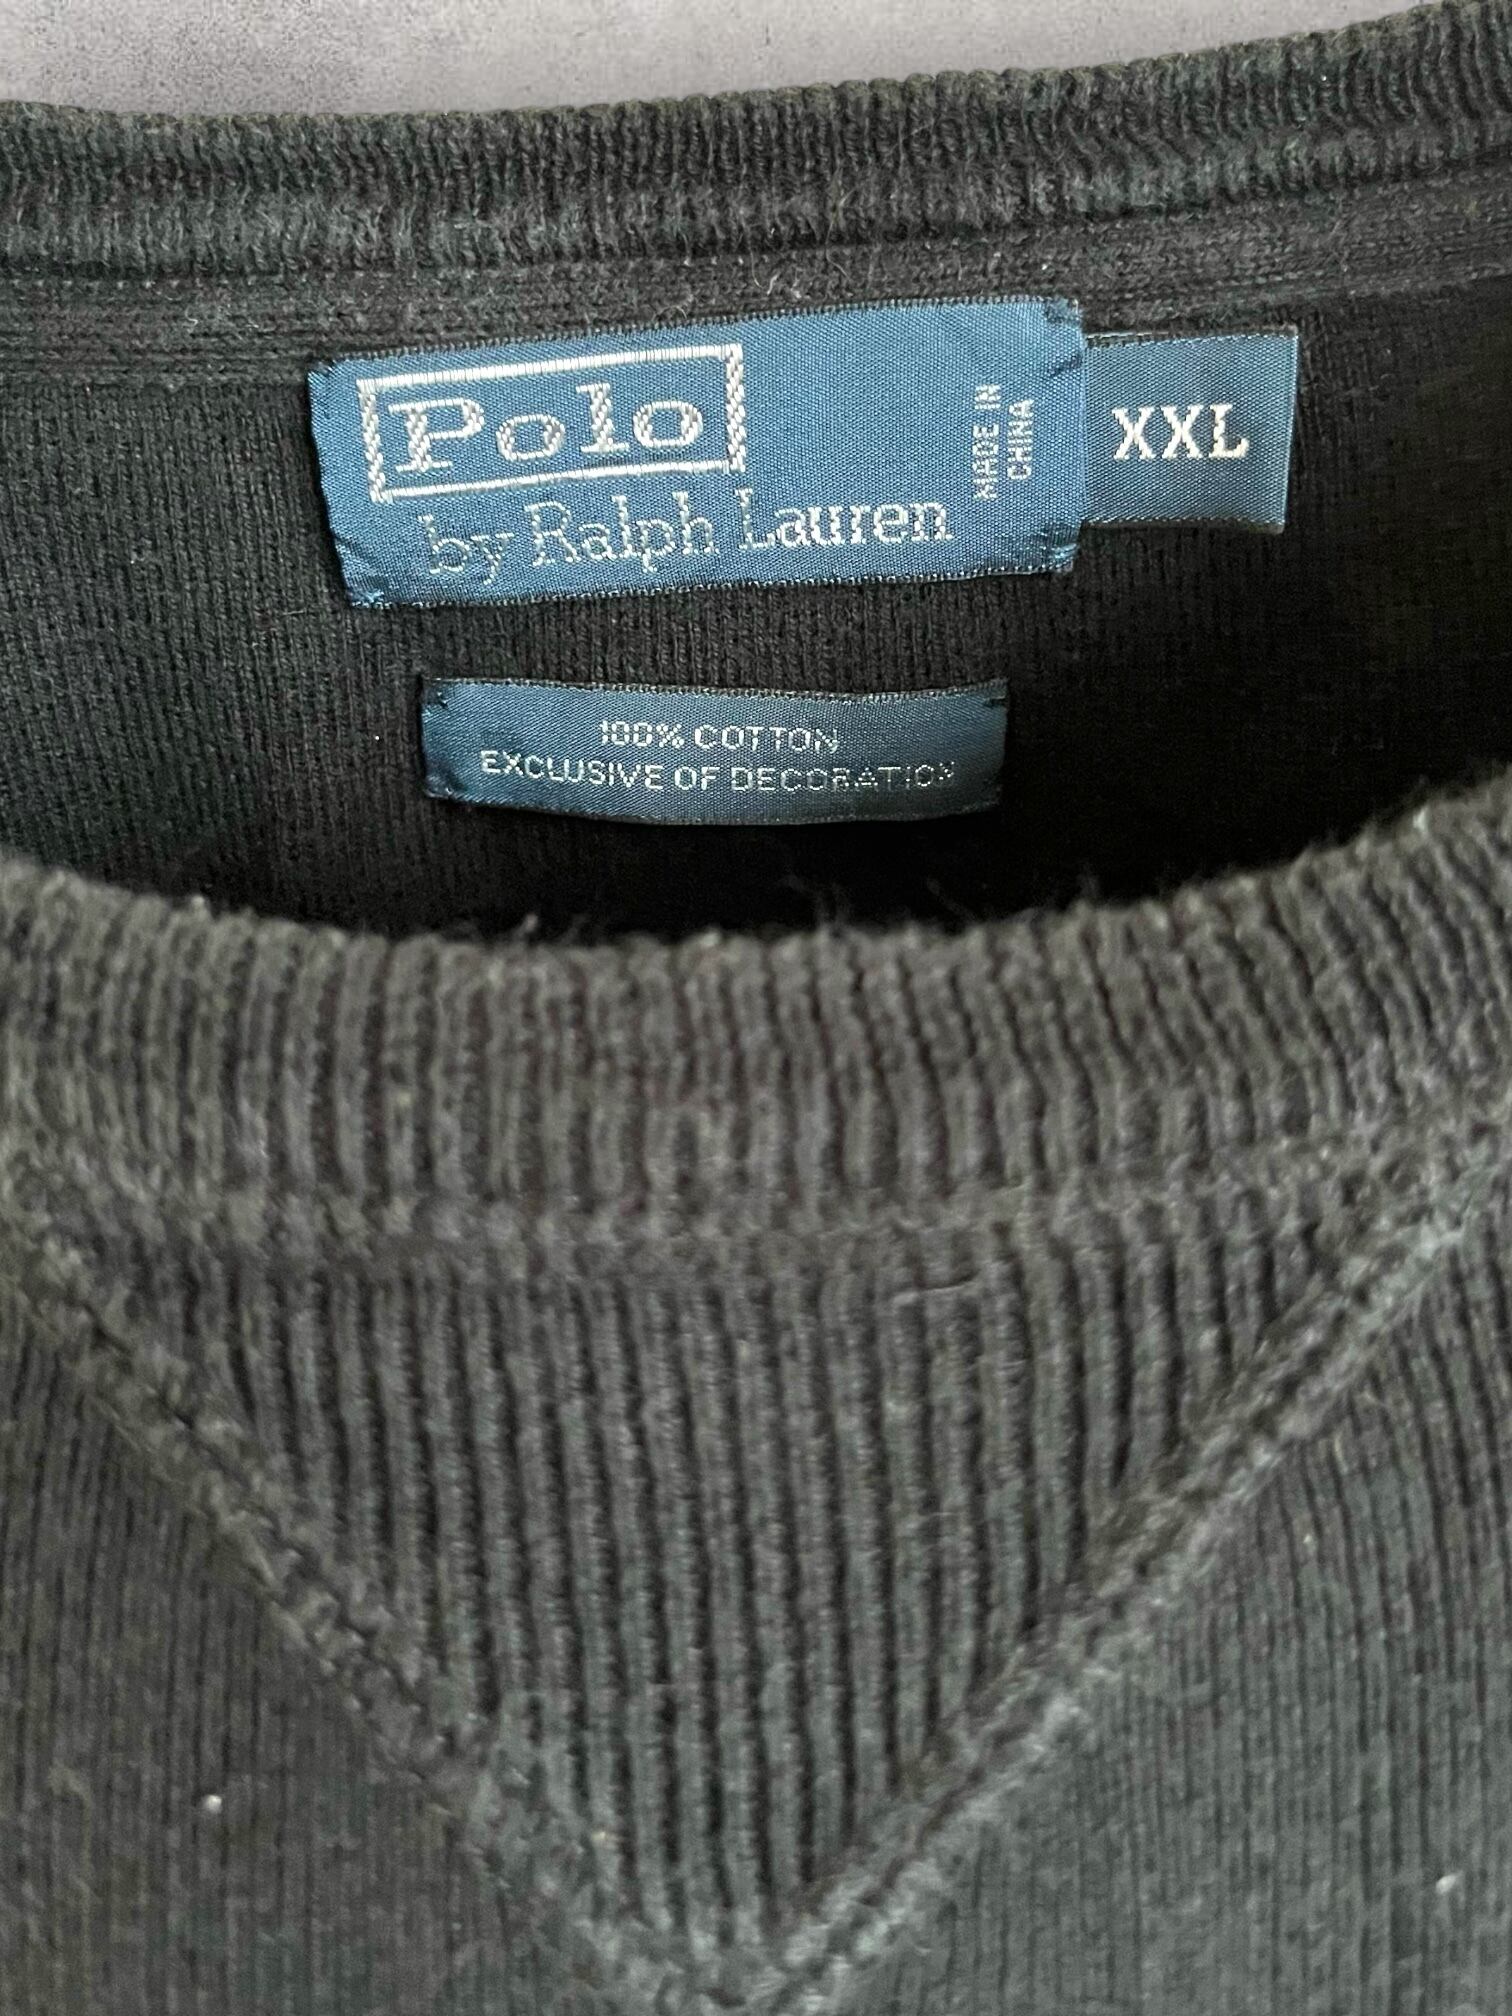 Polo
by Ralph Lauren
MADE IN
CHINA
XXL
100% COTTON
EXCLUSIVE OF DECORATION